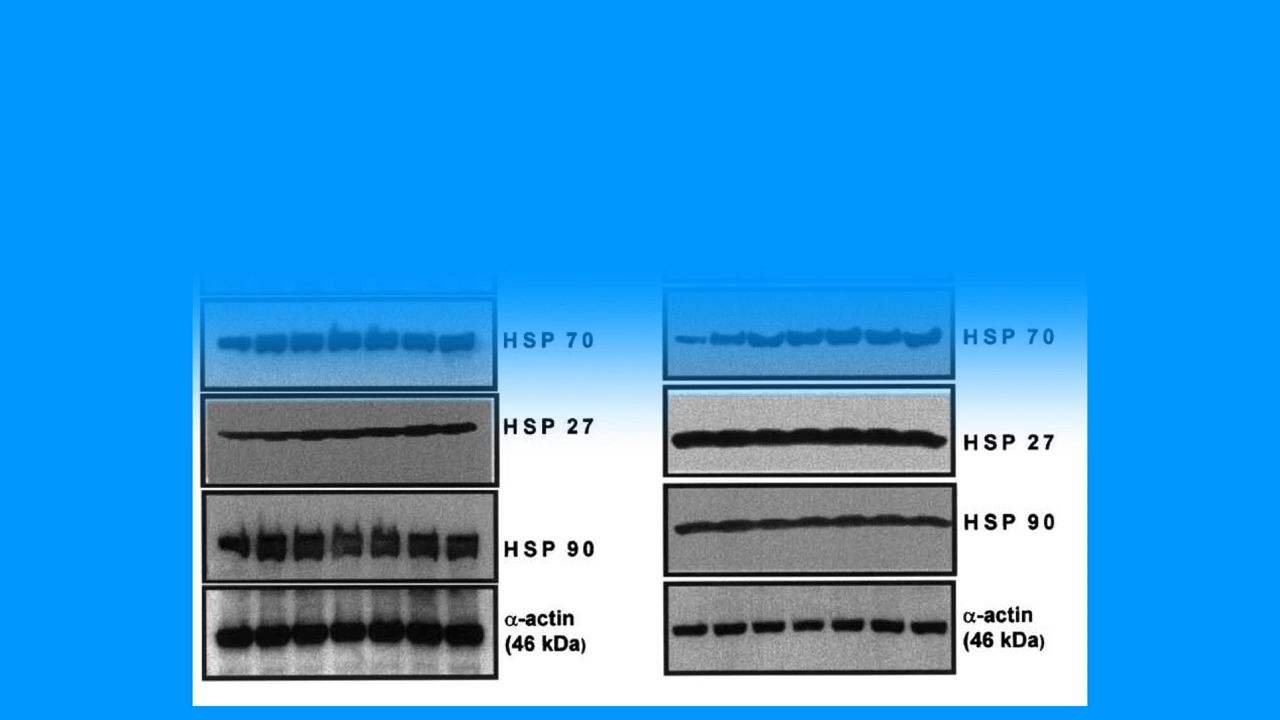 HSP 70
HSP 27
HSP 90
α-actin
(46 kDa)
HSP 70
HSP 27
HSP 90
α-actin
(46 kDa)